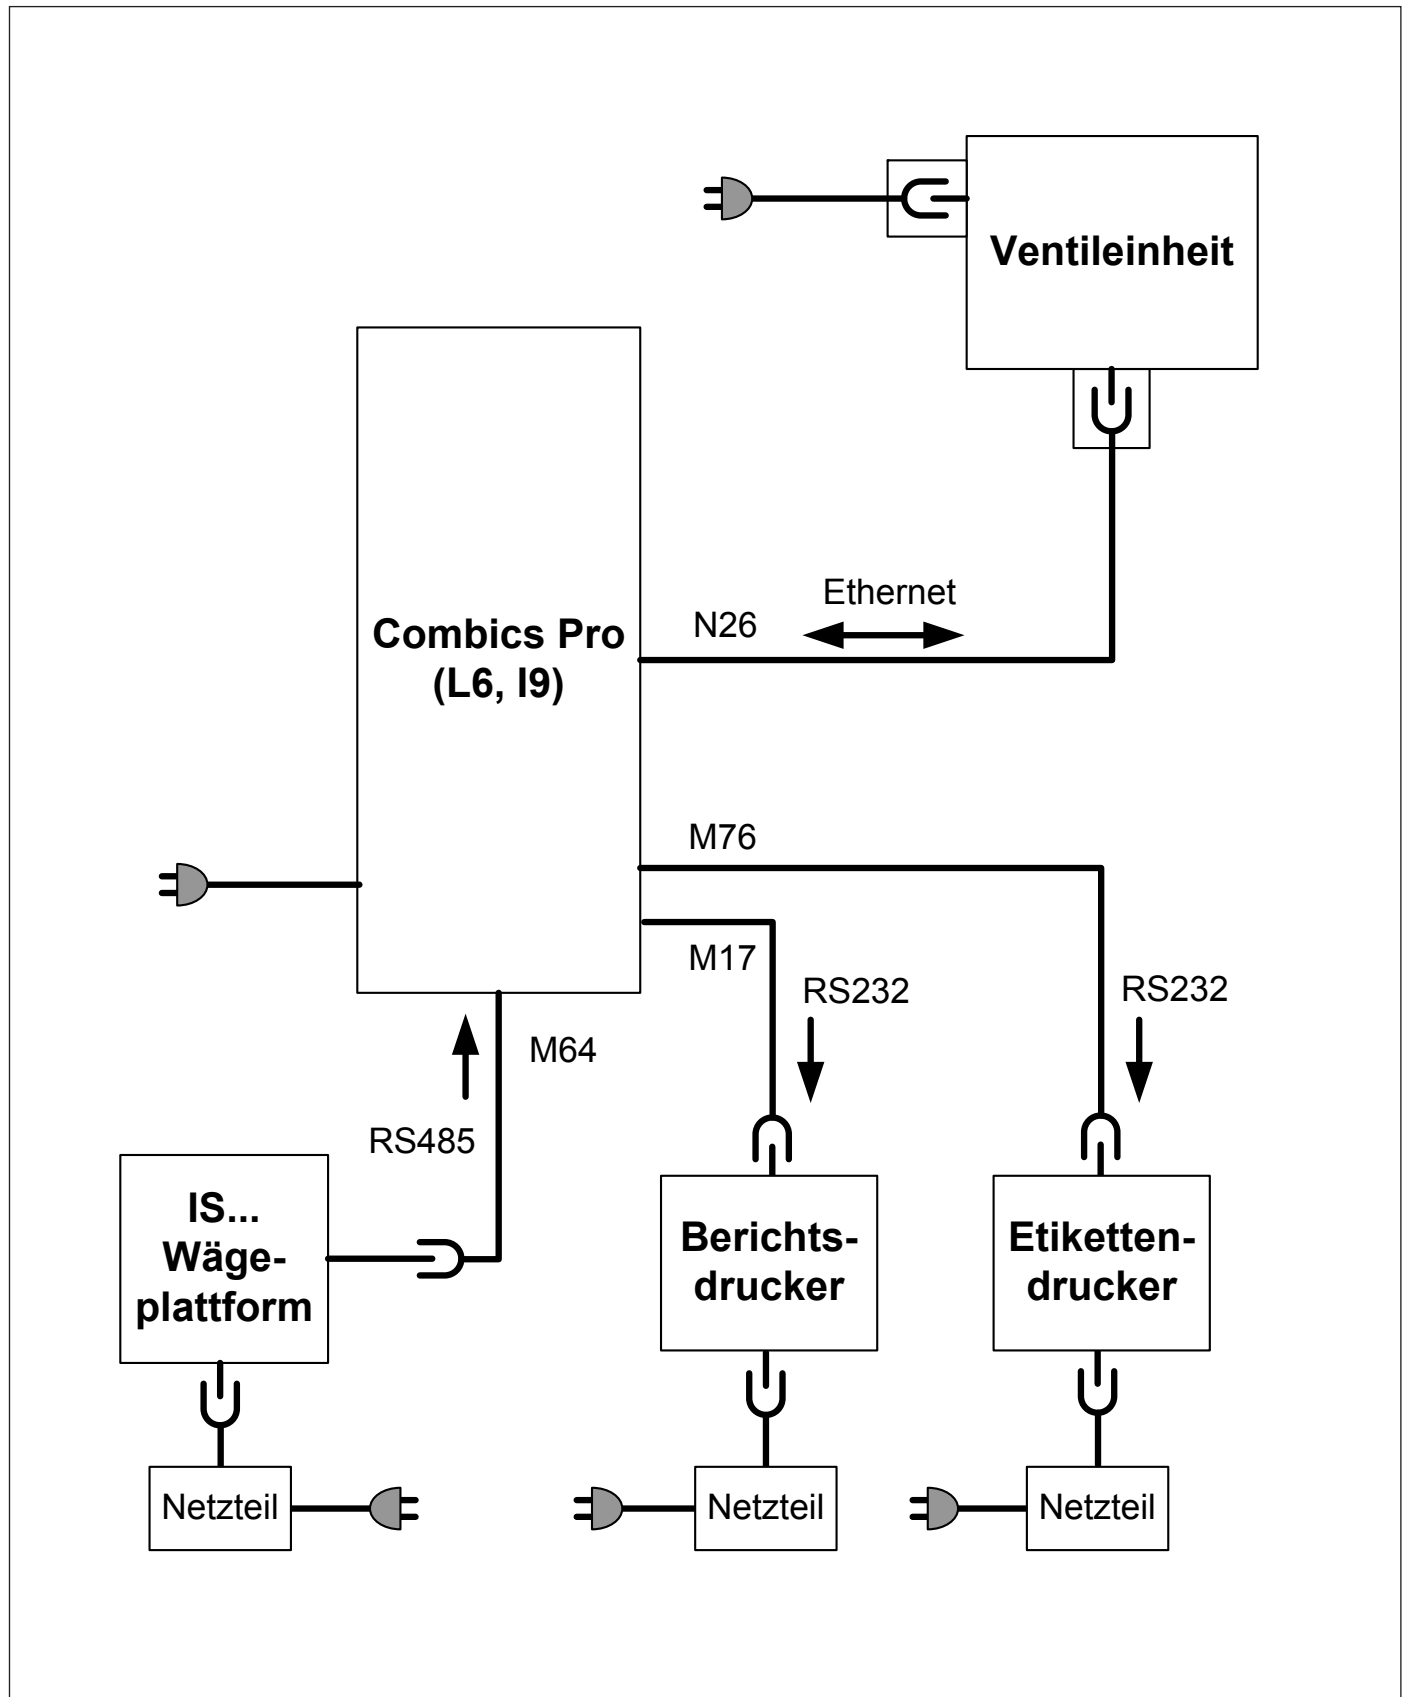 Ventileinheit
Combics Pro
(L6, I9)
Ethernet
N26
M76
M17
RS232
RS232
M64
RS485
IS...
Wäge-
plattform
Berichts-
drucker
Etiketten-
drucker
Netzteil
Netzteil
Netzteil